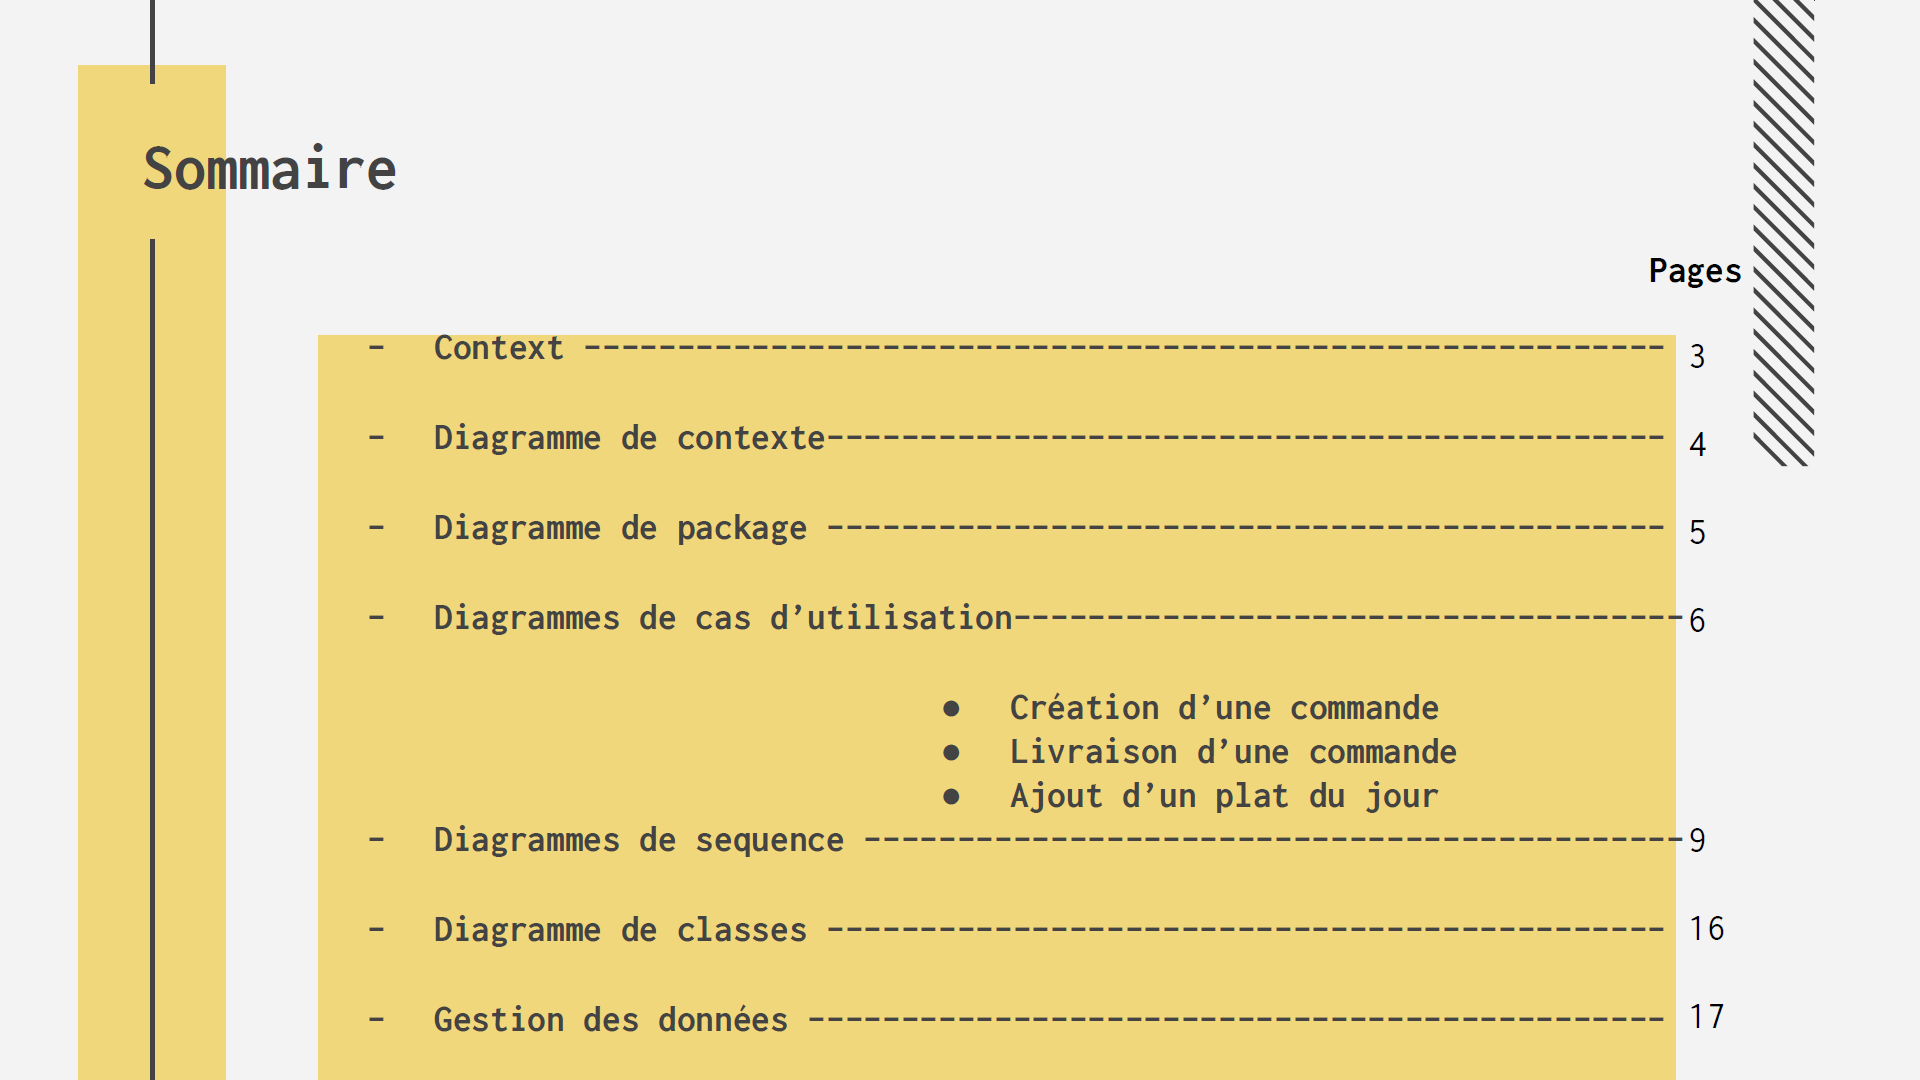 Sommaire
Pages
- Context ---------------------------------------------------------- 3
- Diagramme de contexte--------------------------------------------- 4
- Diagramme de package --------------------------------------------- 5
- Diagrammes de cas d’utilisation------------------------------------6
● Création d’une commande
● Livraison d’une commande
● Ajout d’un plat du jour
- Diagrammes de sequence --------------------------------------------9
- Diagramme de classes --------------------------------------------- 16
- Gestion des données ---------------------------------------------- 17